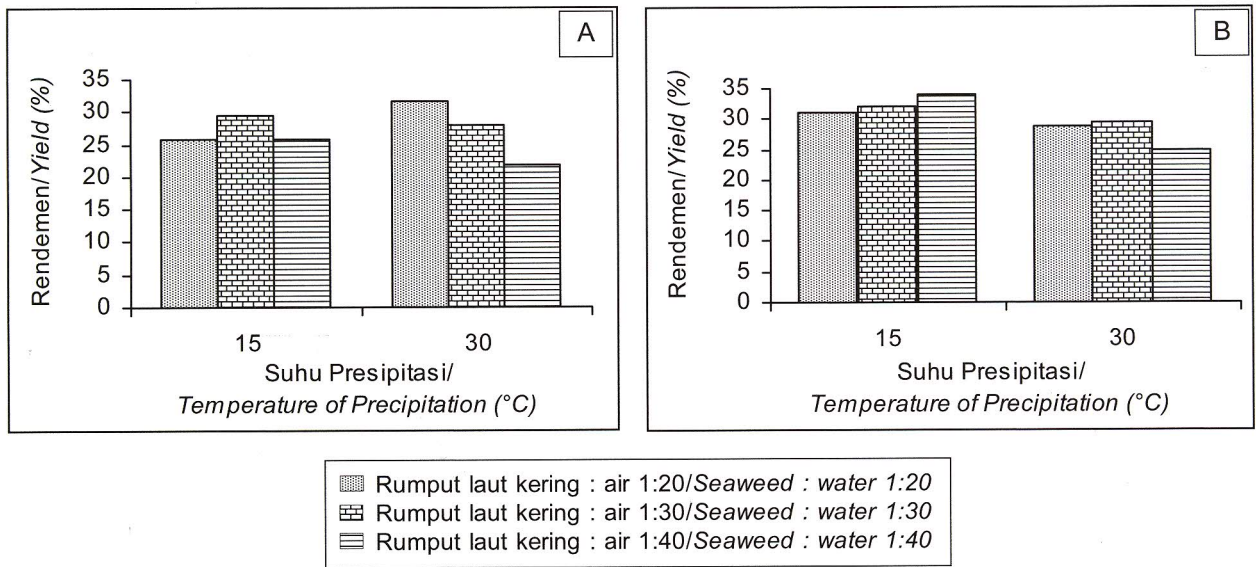 A
Rendemen/Yield (%)
35
30
25
20
15
10
5
0
15
30
Suhu Presipitasi/
Temperature of Precipitation (°C)
B
Rendemen/Yield (%)
35
30
25
20
15
10
5
0
15
30
Suhu Presipitasi/
Temperature of Precipitation (°C)
Rumput laut kering : air 1:20/Seaweed : water 1:20
Rumput laut kering : air 1:30/Seaweed : water 1:30
Rumput laut kering : air 1:40/Seaweed : water 1:40